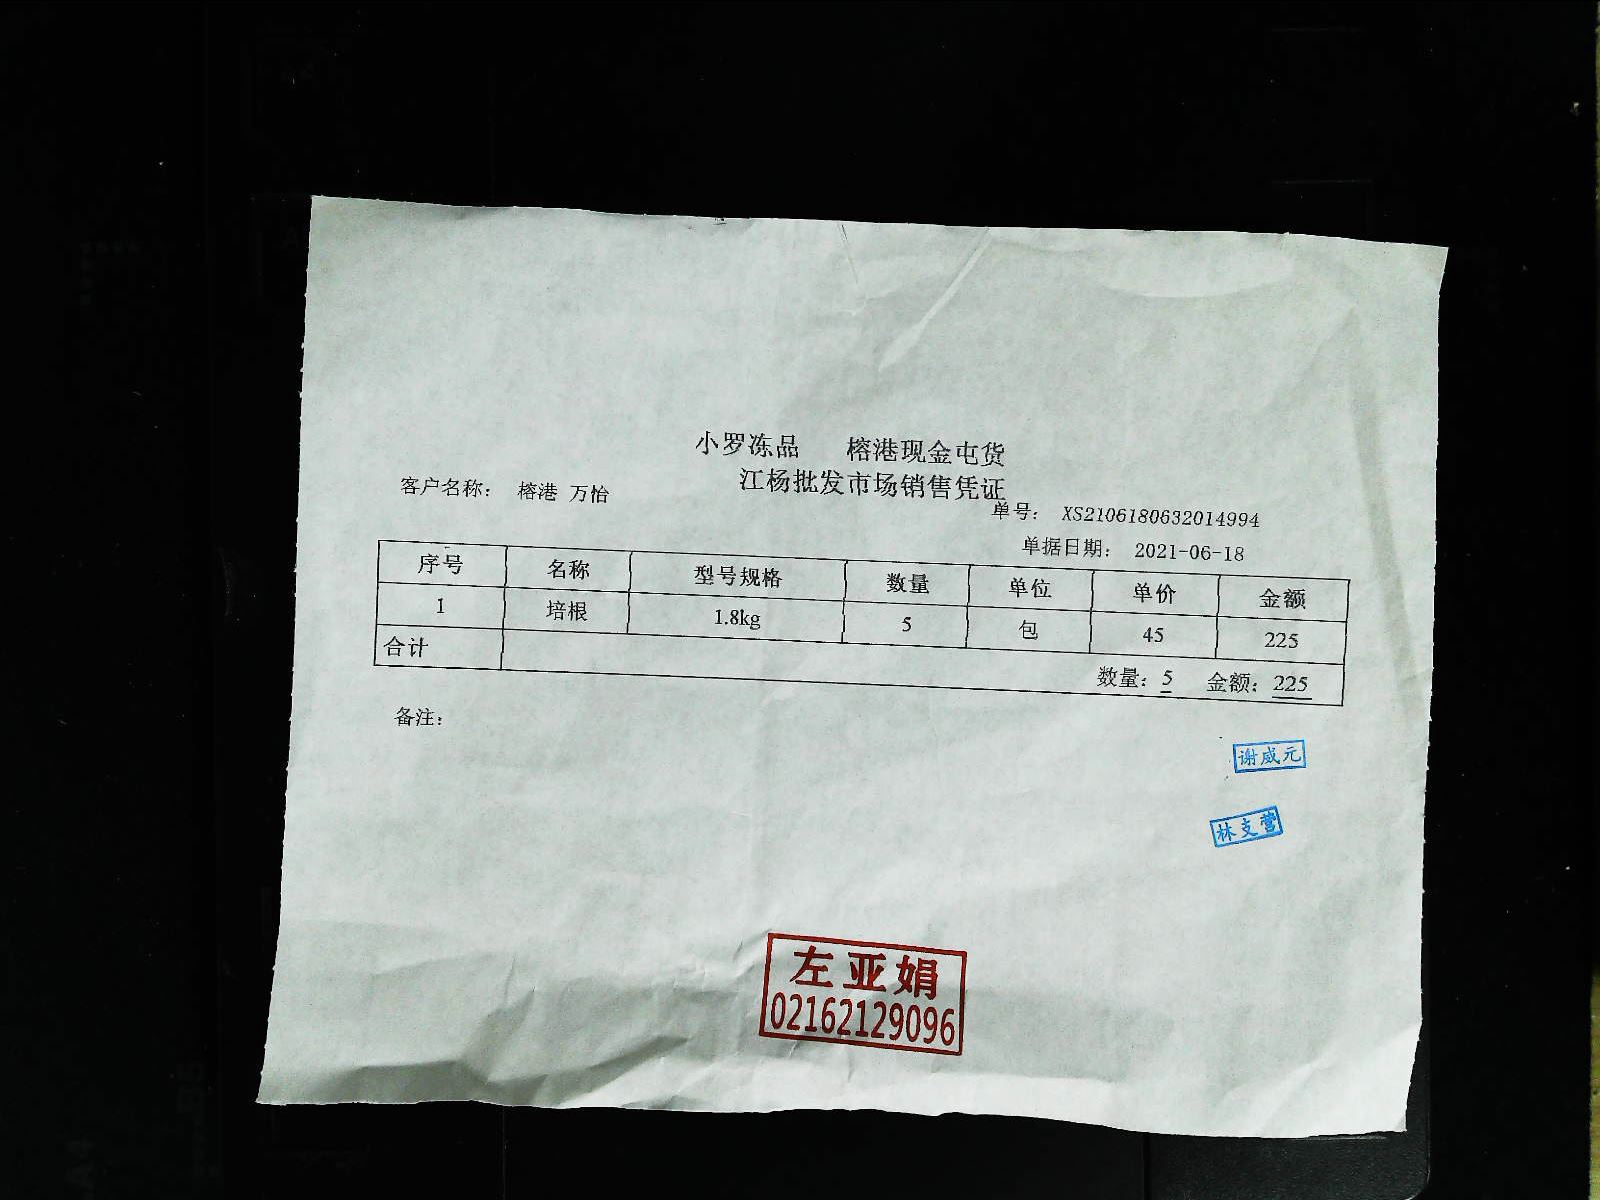 小罗冻品 榕港现金屯货
江杨批发市场销售凭证
客户名称： 榕港 万怡
单号： XS2106180632014994
单据日期： 2021-06-18
序号 名称 型号规格 数量 单位 单价 金额
1 培根 1.8kg 5 包 45 225
合计 数量：5 金额：225
备注：
谢威元
林支营
左亚娟
02162129096